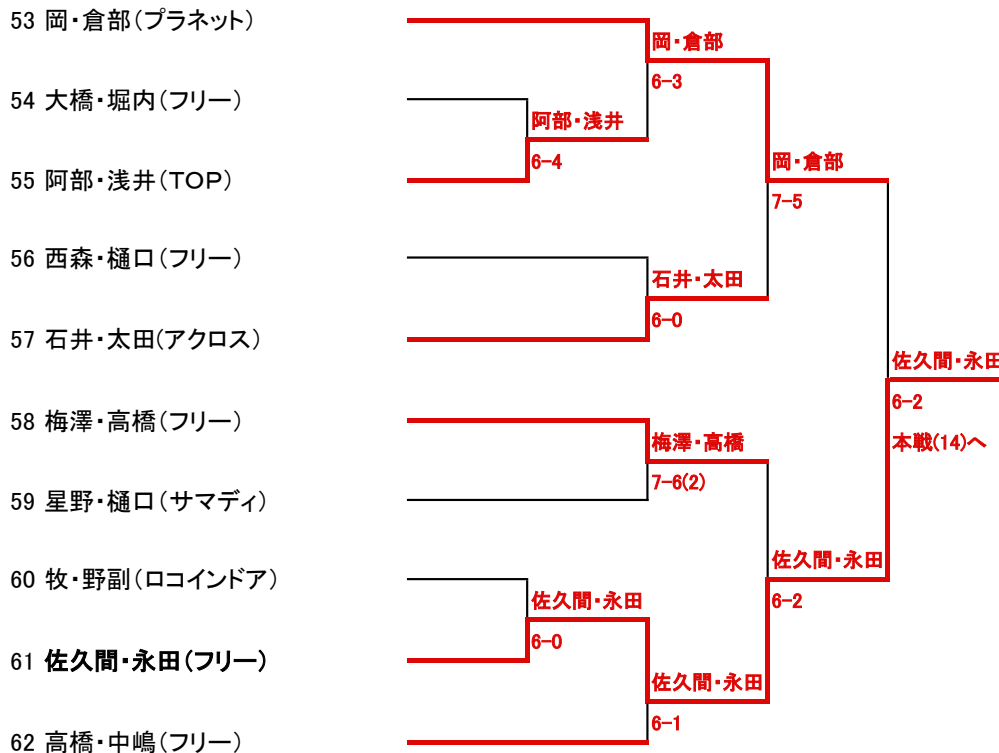 53 岡・倉部(プラネット)
岡・倉部
6-3
54 大橋・堀内(フリー)
阿部・浅井
6-4
岡・倉部
7-5
55 阿部・浅井(TOP)
56 西森・樋口(フリー)
石井・太田
6-0
57 石井・太田(アクロス)
佐久間・永田
6-2
本戦(14)へ
58 梅澤・高橋(フリー)
梅澤・高橋
7-6(2)
59 星野・樋口(サマディ)
60 牧・野副(ロコインドア)
佐久間・永田
6-2
佐久間・永田
6-0
61 佐久間・永田(フリー)
佐久間・永田
6-1
62 高橋・中嶋(フリー)